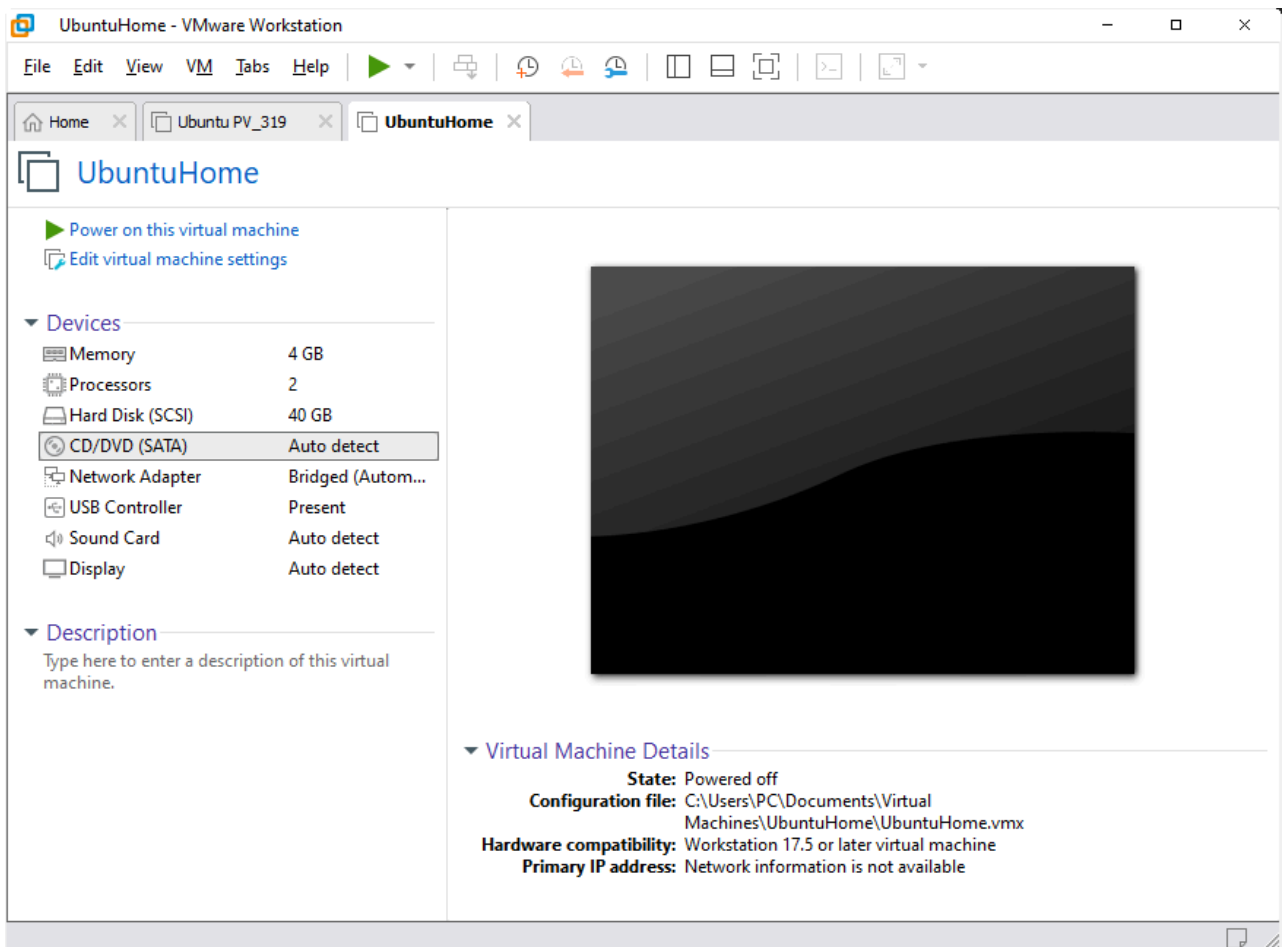 UbuntuHome - VMware Workstation
File Edit View VM Tabs Help
Home Ubuntu PV_319 UbuntuHome
UbuntuHome
Power on this virtual machine
Edit virtual machine settings
Devices
Memory 4 GB
Processors 2
Hard Disk (SCSI) 40 GB
CD/DVD (SATA) Auto detect
Network Adapter Bridged (Autom...
USB Controller Present
Sound Card Auto detect
Display Auto detect
Description
Type here to enter a description of this virtual
machine.
Virtual Machine Details
State: Powered off
Configuration file: C:\Users\PC\Documents\Virtual
Machines\UbuntuHome\UbuntuHome.vmx
Hardware compatibility: Workstation 17.5 or later virtual machine
Primary IP address: Network information is not available